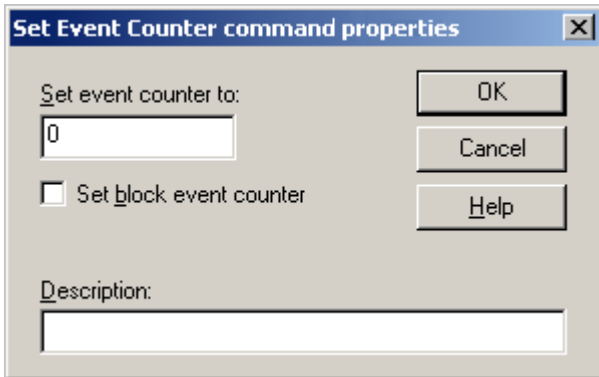 Set Event Counter command properties
Set event counter to:
0
OK
Cancel
Set block event counter
Help
Description: